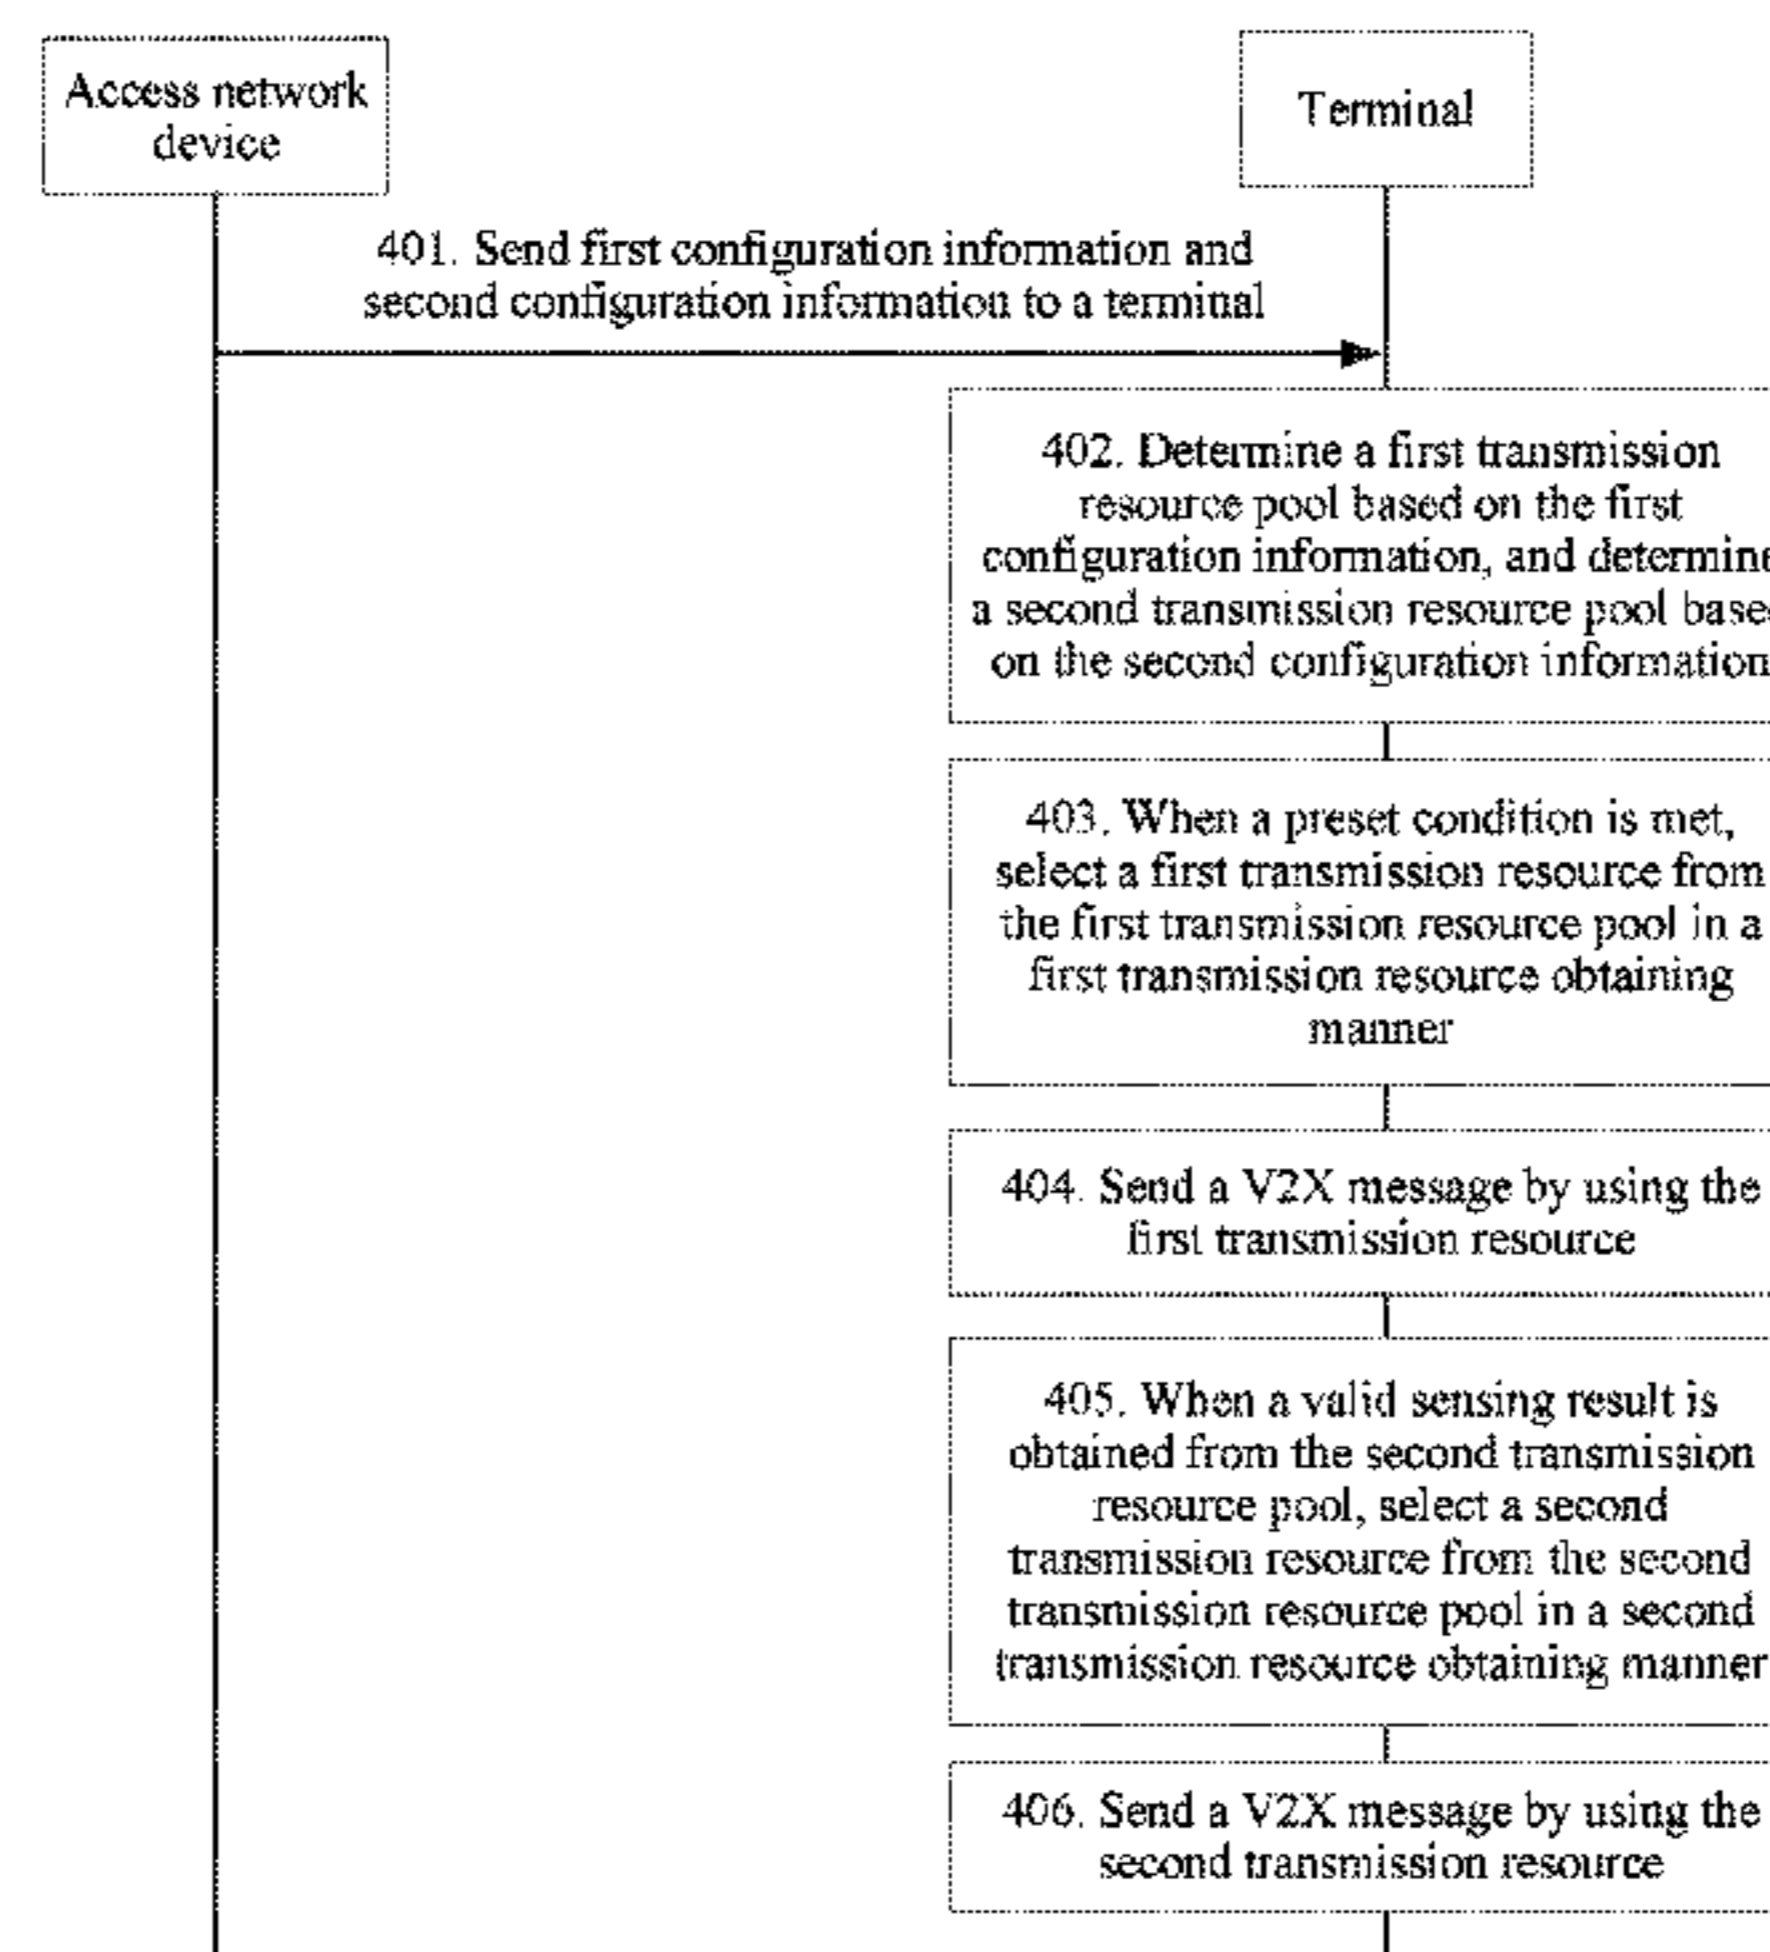 Access network
device
Terminal
401. Send first configuration information and
second configuration information to a terminal
402. Determine a first transmission
resource pool based on the first
configuration information, and determine
a second transmission resource pool base
on the second configuration information
403. When a preset condition is met,
select a first transmission resource from
the first transmission resource pool in a
first transmission resource obtaining
manner
404. Send a V2X message by using the
first transmission resource
405. When a valid sensing result is
obtained from the second transmission
resource pool, select a second
transmission resource from the second
transmission resource pool in a second
transmission resource obtaining manner
406. Send a V2X message by using the
second transmission resource